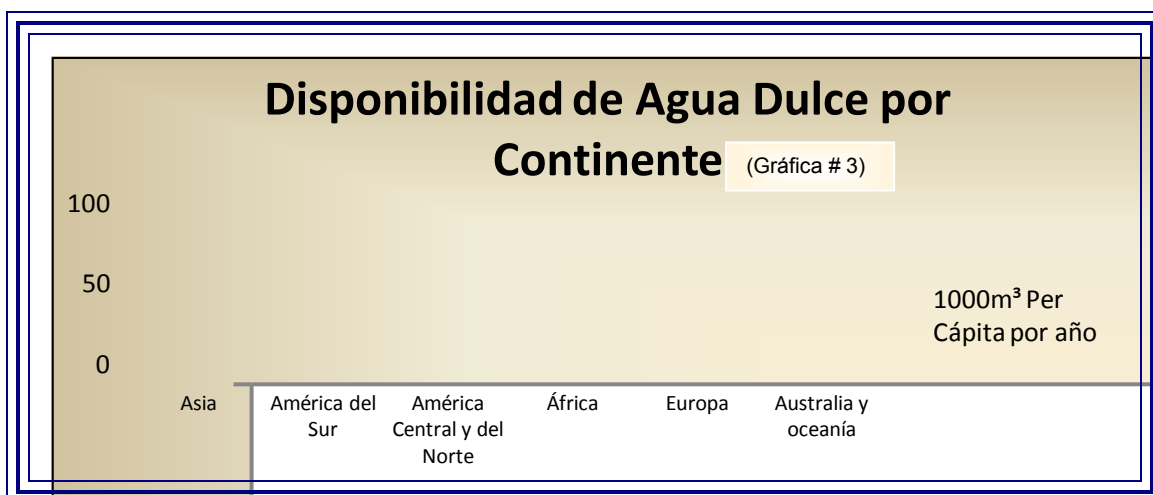 Disponibilidad de Agua Dulce por
Continente (Gráfica # 3)
100
50
0
1000m³ Per
Cápita por año
Asia
América del
Sur
América
Central y del
Norte
África
Europa
Australia y
oceanía